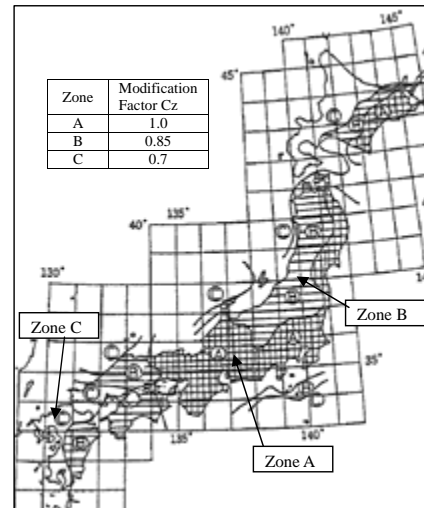 140° 145°
45°
Zone Modification Factor Cz
A 1.0
B 0.85
C 0.7
C
40° 135°
C B
130°
C
B
Zone B
Zone C
C
A A
35°
B
C
135°
140°
Zone A